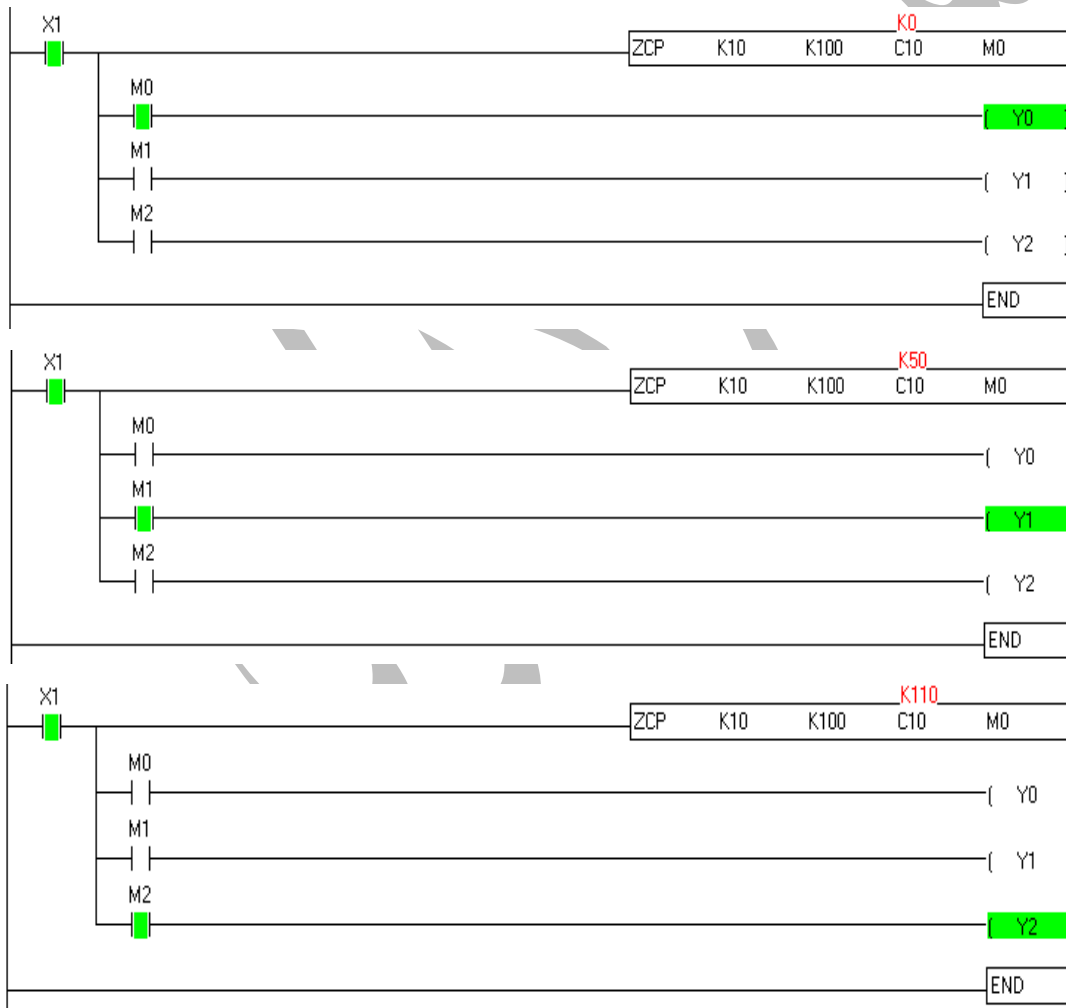 X1
K0
ZCP K10 K100 C10 M0
M0
( Y0 )
M1
( Y1 )
M2
( Y2 )
END
X1
K50
ZCP K10 K100 C10 M0
M0
( Y0
M1
( Y1
M2
( Y2
END
X1
K110
ZCP K10 K100 C10 M0
M0
( Y0
M1
( Y1
M2
( Y2
END